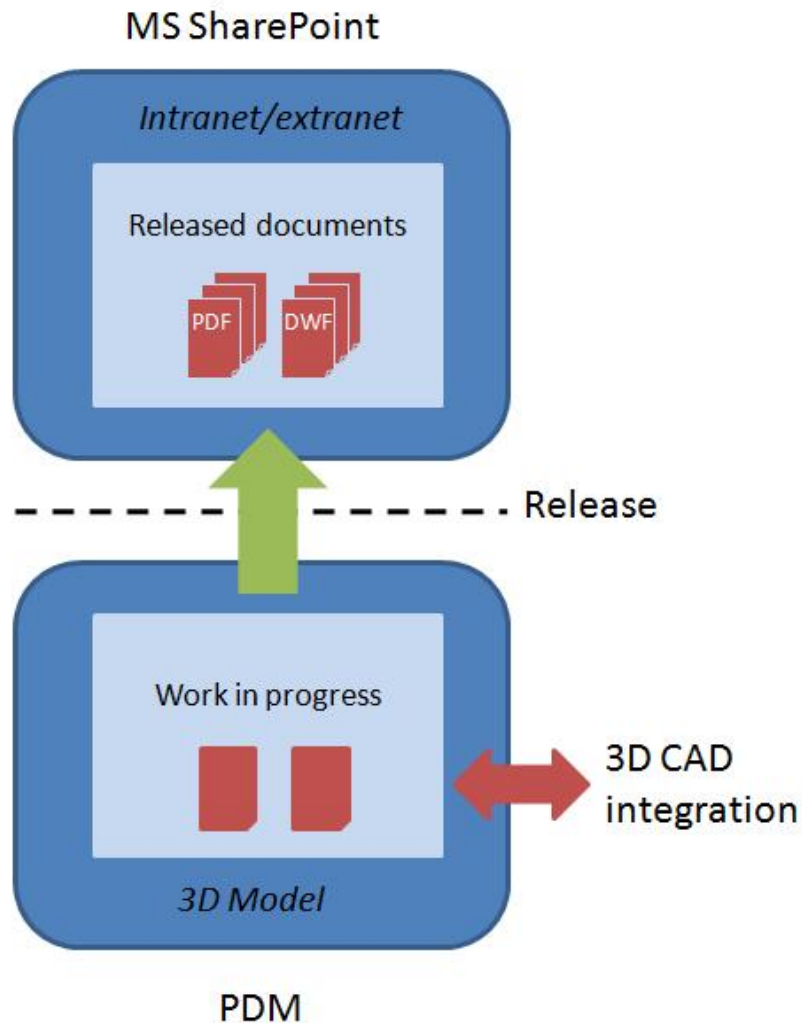 MS SharePoint
Intranet/extranet
Released documents
PDF
DWF
Release
Work in progress
3D CAD
integration
3D Model
PDM